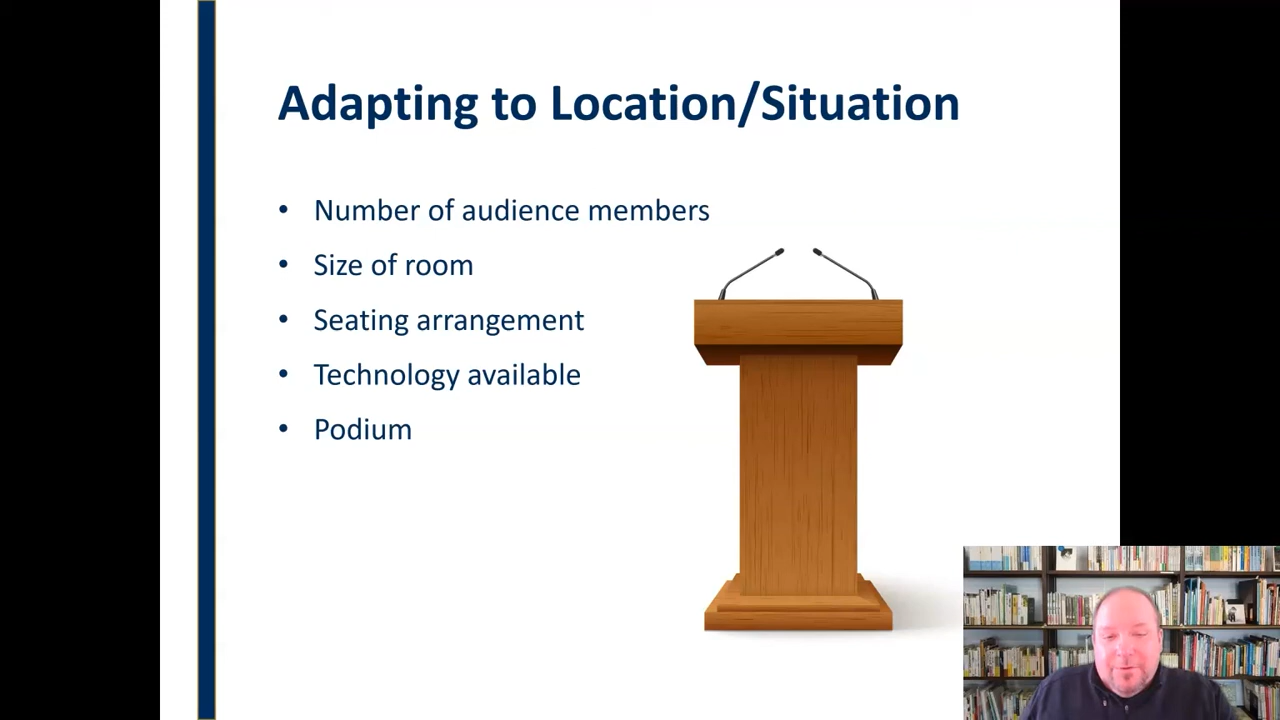 Adapting to Location/Situation
• Number of audience members
• Size of room
• Seating arrangement
• Technology available
• Podium